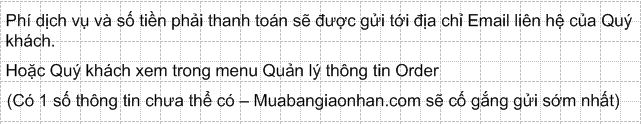 Phí dịch vụ và số tiền phải thanh toán sẽ được gửi tới địa chỉ Email liên hệ của Quý
khách.
Hoặc Quý khách xem trong menu Quản lý thông tin Order
(Có 1 số thông tin chưa thể có – Muabangiaonhan.com sẽ cố gắng gửi sớm nhất)